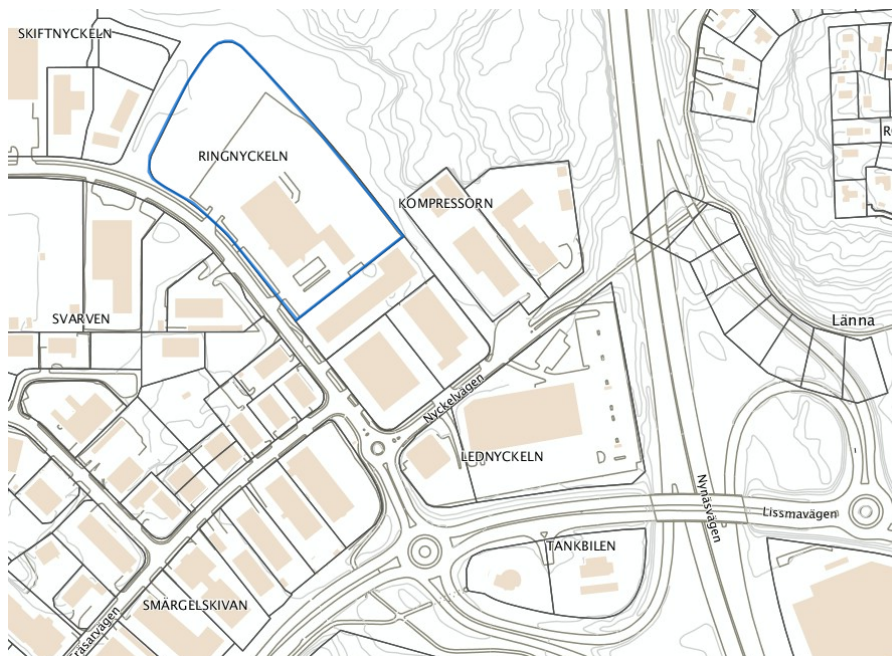 SKIFTNYCKELN
RINGNYCKELN
KOMPRESSORN
SVARVEN
Länna
Nyckelvägen
LEDNYCKELN
Nynäsvägen
Lissmavägen
TANKBILEN
SMÄRGELSKIVAN